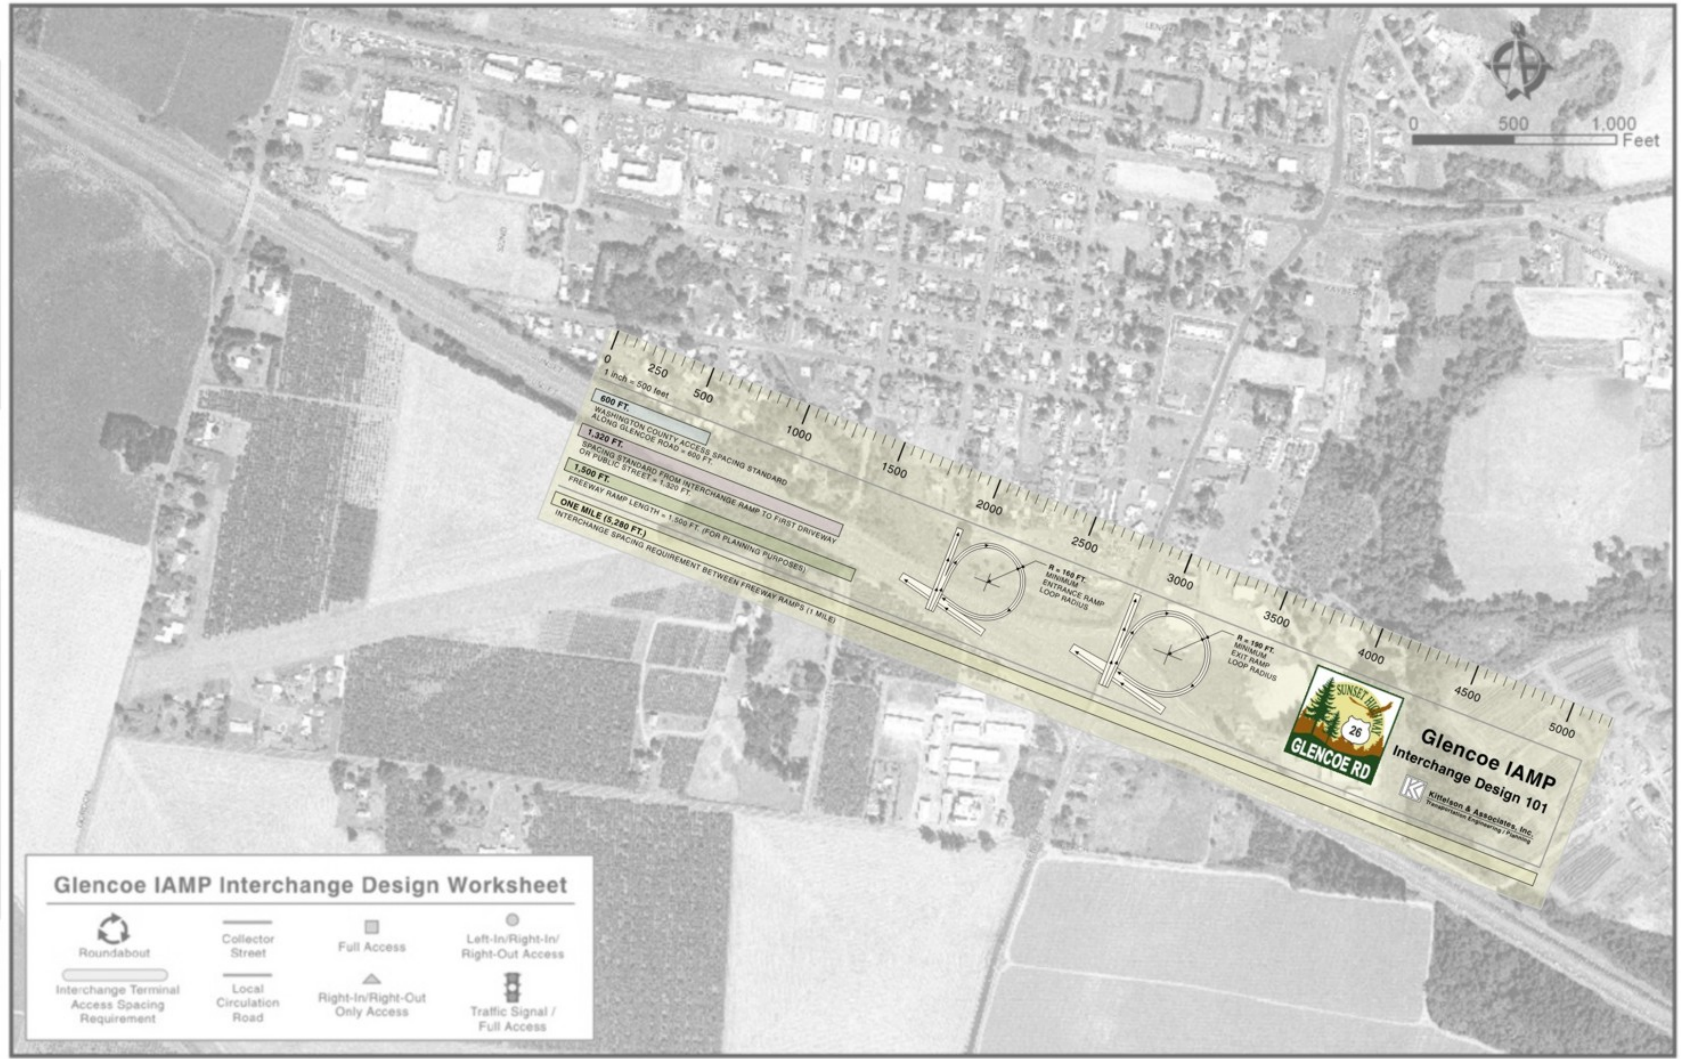 0 500 1,000
Feet
0 250 500 1000 1500 2000 2500 3000 3500 4000 4500 5000
1 inch = 500 feet
600 FT.
WASHINGTON COUNTY ACCESS SPACING STANDARD
ALONG GLENCOE ROAD = 600 FT.
1,320 FT.
SPACING STANDARD FROM INTERCHANGE RAMP TO FIRST DRIVEWAY
OR PUBLIC STREET = 1,320 FT.
1,500 FT.
FREEWAY RAMP LENGTH = 1,500 FT. (FOR PLANNING PURPOSES)
ONE MILE (5,280 FT.)
INTERCHANGE SPACING REQUIREMENT BETWEEN FREEWAY RAMPS (1 MILE)
R = 160 FT.
MINIMUM
ENTRANCE RAMP
LOOP RADIUS
R = 190 FT.
MINIMUM
EXIT RAMP
LOOP RADIUS
SUNSET HIGHWAY
26
GLENCOE RD
Glencoe IAMP
Interchange Design 101
Kittelson & Associates, Inc.
Transportation Engineering / Planning
Glencoe IAMP Interchange Design Worksheet
Roundabout
Interchange Terminal
Access Spacing
Requirement
Collector
Street
Local
Circulation
Road
Full Access
Right-In/Right-Out
Only Access
Left-In/Right-In/
Right-Out Access
Traffic Signal /
Full Access